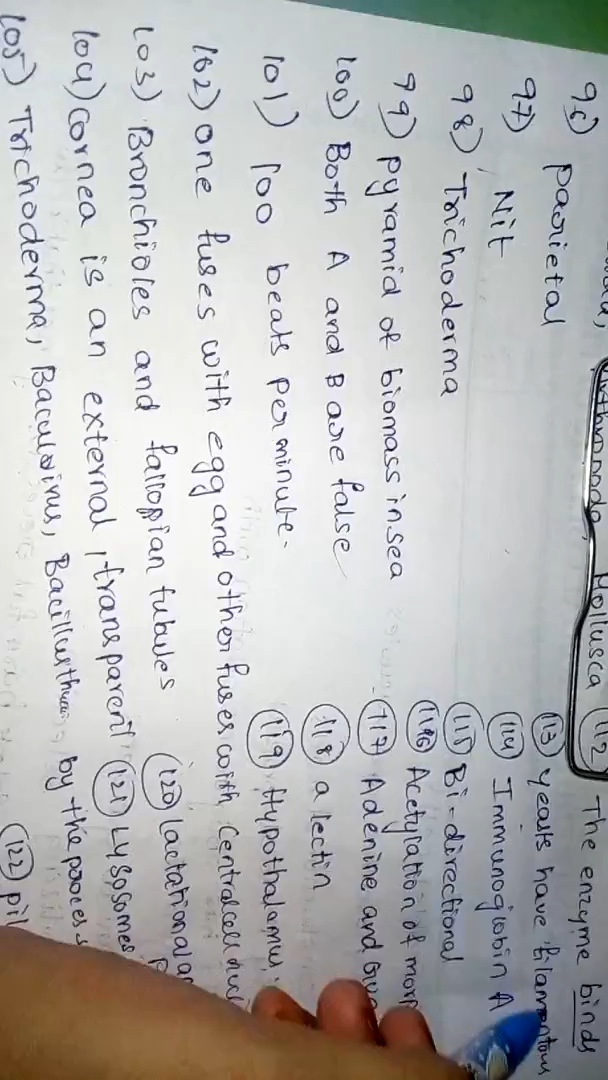 Mollusca
96) parietal
97) Nit
98) Trichoderma
99) pyramid of biomass in sea
100) Both A and B are false
101) 100 beats per minute.
102) one fuses with egg and other fuses with central cell
103) Bronchioles and fallopian tubules
104) cornea is an external, transparent
105) Trichoderma, Baculovirus, by the process
112 The enzyme binds
113 yeasts have filamentous
114 Immunoglobin A
115 Bi-directional
116 Acetylation of
117 Adenine and
118 a lectin
119 Hypothalamus
120 lactational
121 Lysosomes
122